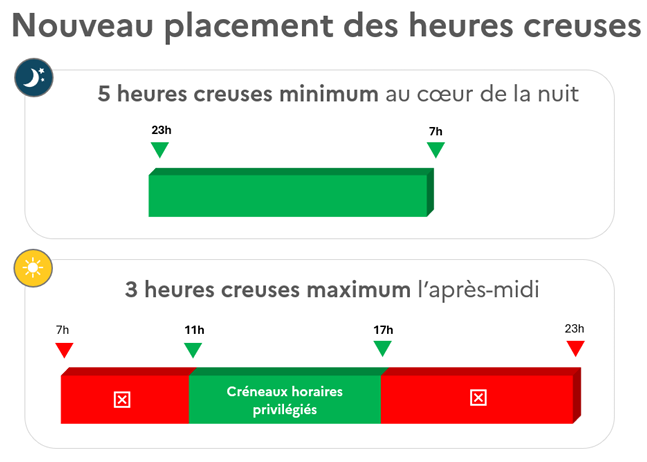 Nouveau placement des heures creuses
5 heures creuses minimum au cœur de la nuit
23h 7h
3 heures creuses maximum l'après-midi
7h 11h 17h 23h
Créneaux horaires
privilégiés